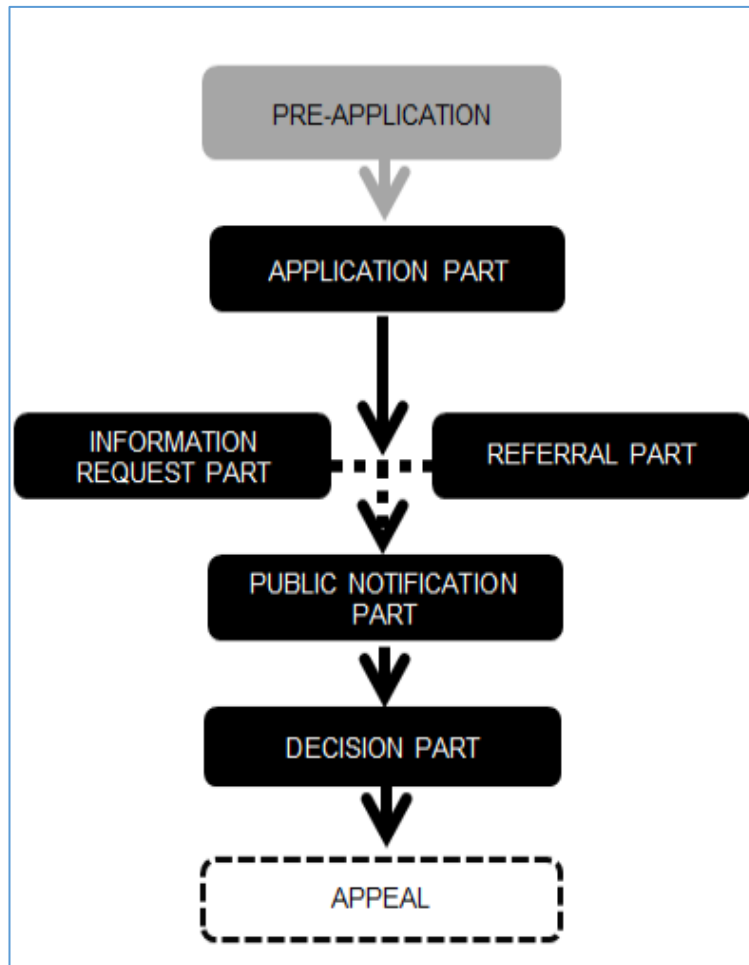 PRE-APPLICATION
APPLICATION PART
INFORMATION
REQUEST PART
REFERRAL PART
PUBLIC NOTIFICATION
PART
DECISION PART
APPEAL